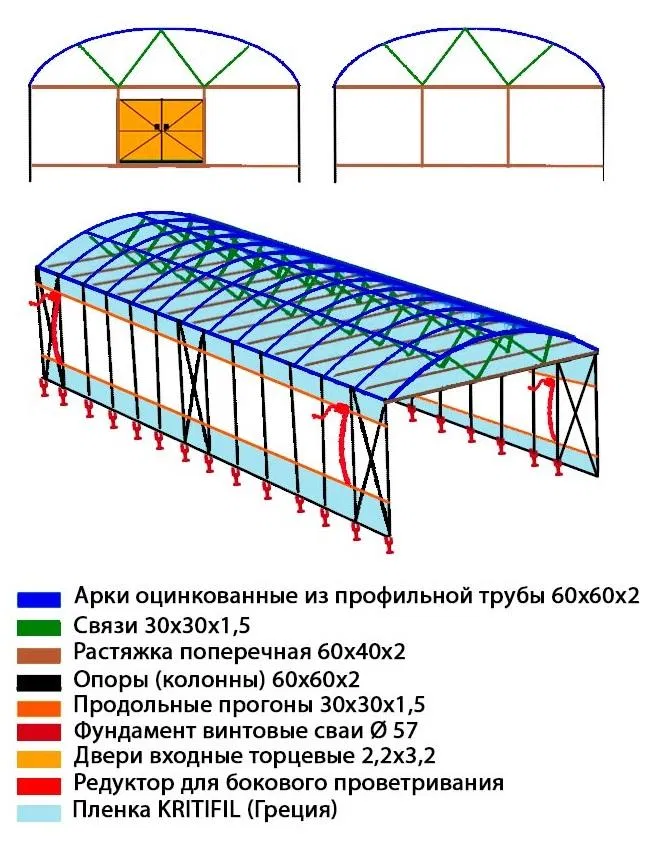 Арки оцинкованные из профильной трубы 60х60х2
Связи 30х30х1,5
Растяжка поперечная 60х40х2
Опоры (колонны) 60х60х2
Продольные прогоны 30х30х1,5
Фундамент винтовые сваи Ø 57
Двери входные торцевые 2,2х3,2
Редуктор для бокового проветривания
Пленка KRITIFIL (Греция)